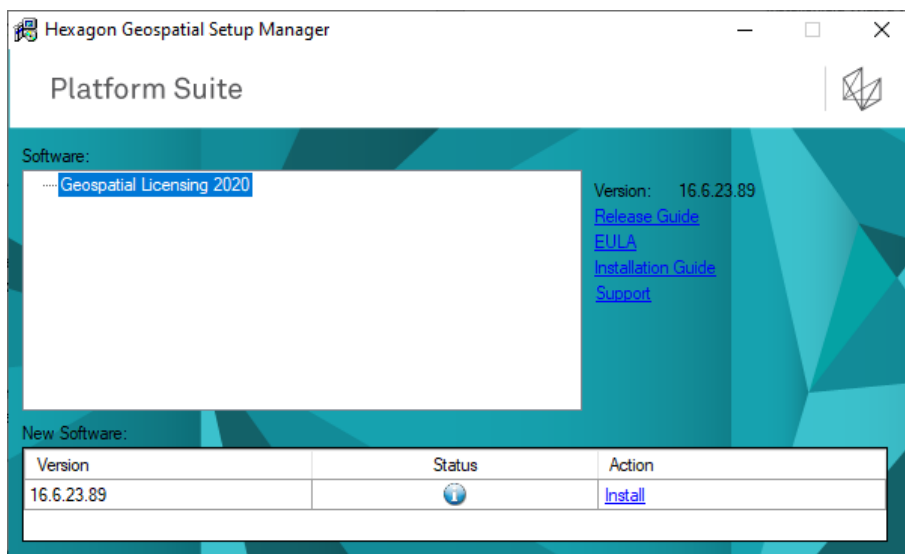 Hexagon Geospatial Setup Manager
Platform Suite
Software:
Geospatial Licensing 2020
Version: 16.6.23.89
Release Guide
EULA
Installation Guide
Support
New Software:
Version Status Action
16.6.23.89 Install